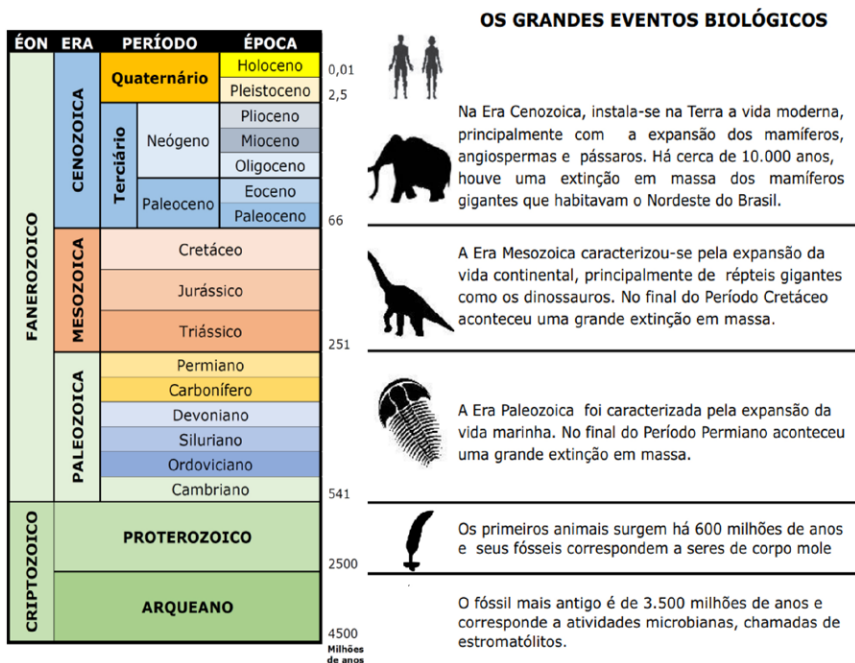 OS GRANDES EVENTOS BIOLÓGICOS
ÉON ERA PERÍODO ÉPOCA
FANEROZOICO
CENOZOICA
Quaternário
Holoceno
0,01
Pleistoceno
2,5
Terciário
Neógeno
Plioceno
Mioceno
Oligoceno
Paleoceno
Eoceno
Paleoceno
66
Na Era Cenozoica, instala-se na Terra a vida moderna,
principalmente com a expansão dos mamíferos,
angiospermas e pássaros. Há cerca de 10.000 anos,
houve uma extinção em massa dos mamíferos
gigantes que habitavam o Nordeste do Brasil.
MESOZOICA
Cretáceo
Jurássico
Triássico
251
A Era Mesozoica caracterizou-se pela expansão da
vida continental, principalmente de répteis gigantes
como os dinossauros. No final do Período Cretáceo
aconteceu uma grande extinção em massa.
PALEOZOICA
Permiano
Carbonífero
Devoniano
Siluriano
Ordoviciano
Cambriano
541
A Era Paleozoica foi caracterizada pela expansão da
vida marinha. No final do Período Permiano aconteceu
uma grande extinção em massa.
CRIPTOZOICO
PROTEROZOICO
2500
Os primeiros animais surgem há 600 milhões de anos
e seus fósseis correspondem a seres de corpo mole
ARQUEANO
4500
Milhões
de anos
O fóssil mais antigo é de 3.500 milhões de anos e
corresponde a atividades microbianas, chamadas de
estromatólitos.